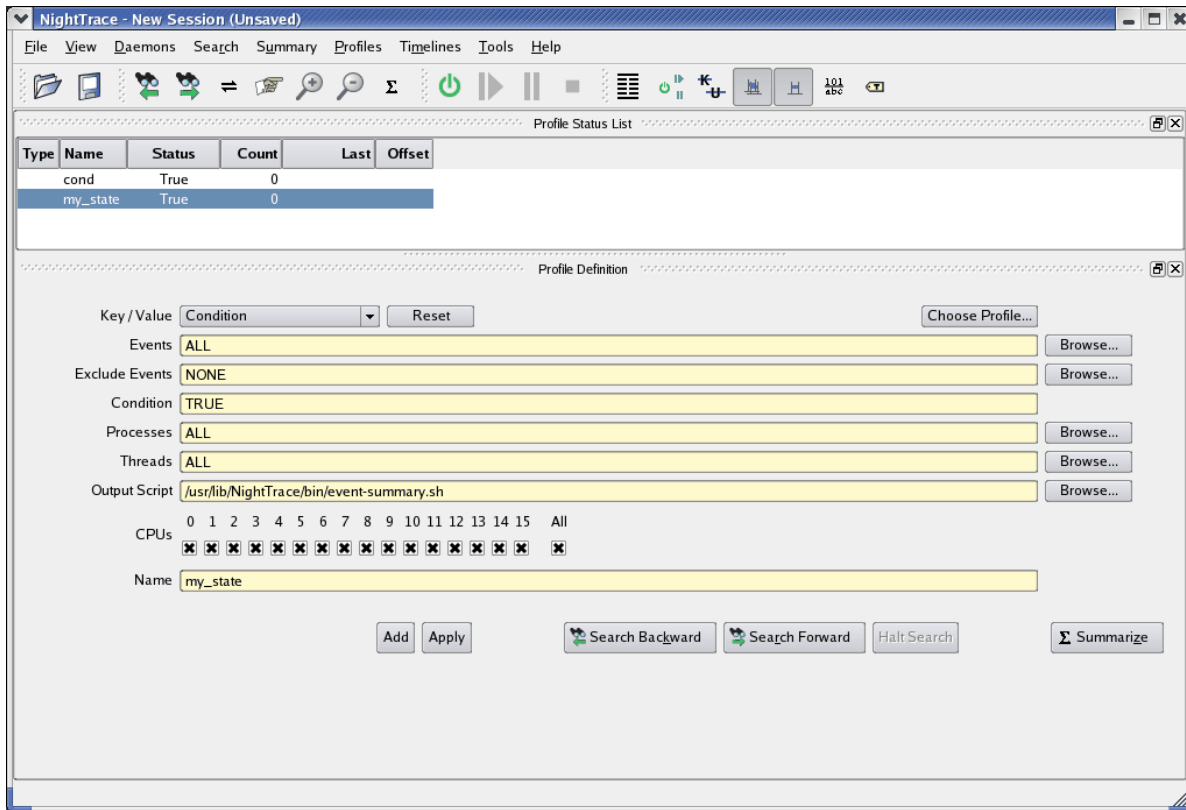 NightTrace - New Session (Unsaved)
File View Daemons Search Summary Profiles Timelines Tools Help
Σ K U 101 abc T
Profile Status List
Type Name Status Count Last Offset
cond True 0
my_state True 0
Profile Definition
Key / Value Condition Reset Choose Profile...
Events ALL Browse...
Exclude Events NONE Browse...
Condition TRUE
Processes ALL Browse...
Threads ALL Browse...
Output Script /usr/lib/NightTrace/bin/event-summary.sh Browse...
0 1 2 3 4 5 6 7 8 9 10 11 12 13 14 15 All
CPUs
Name my_state
Add Apply Search Backward Search Forward Halt Search Σ Summarize